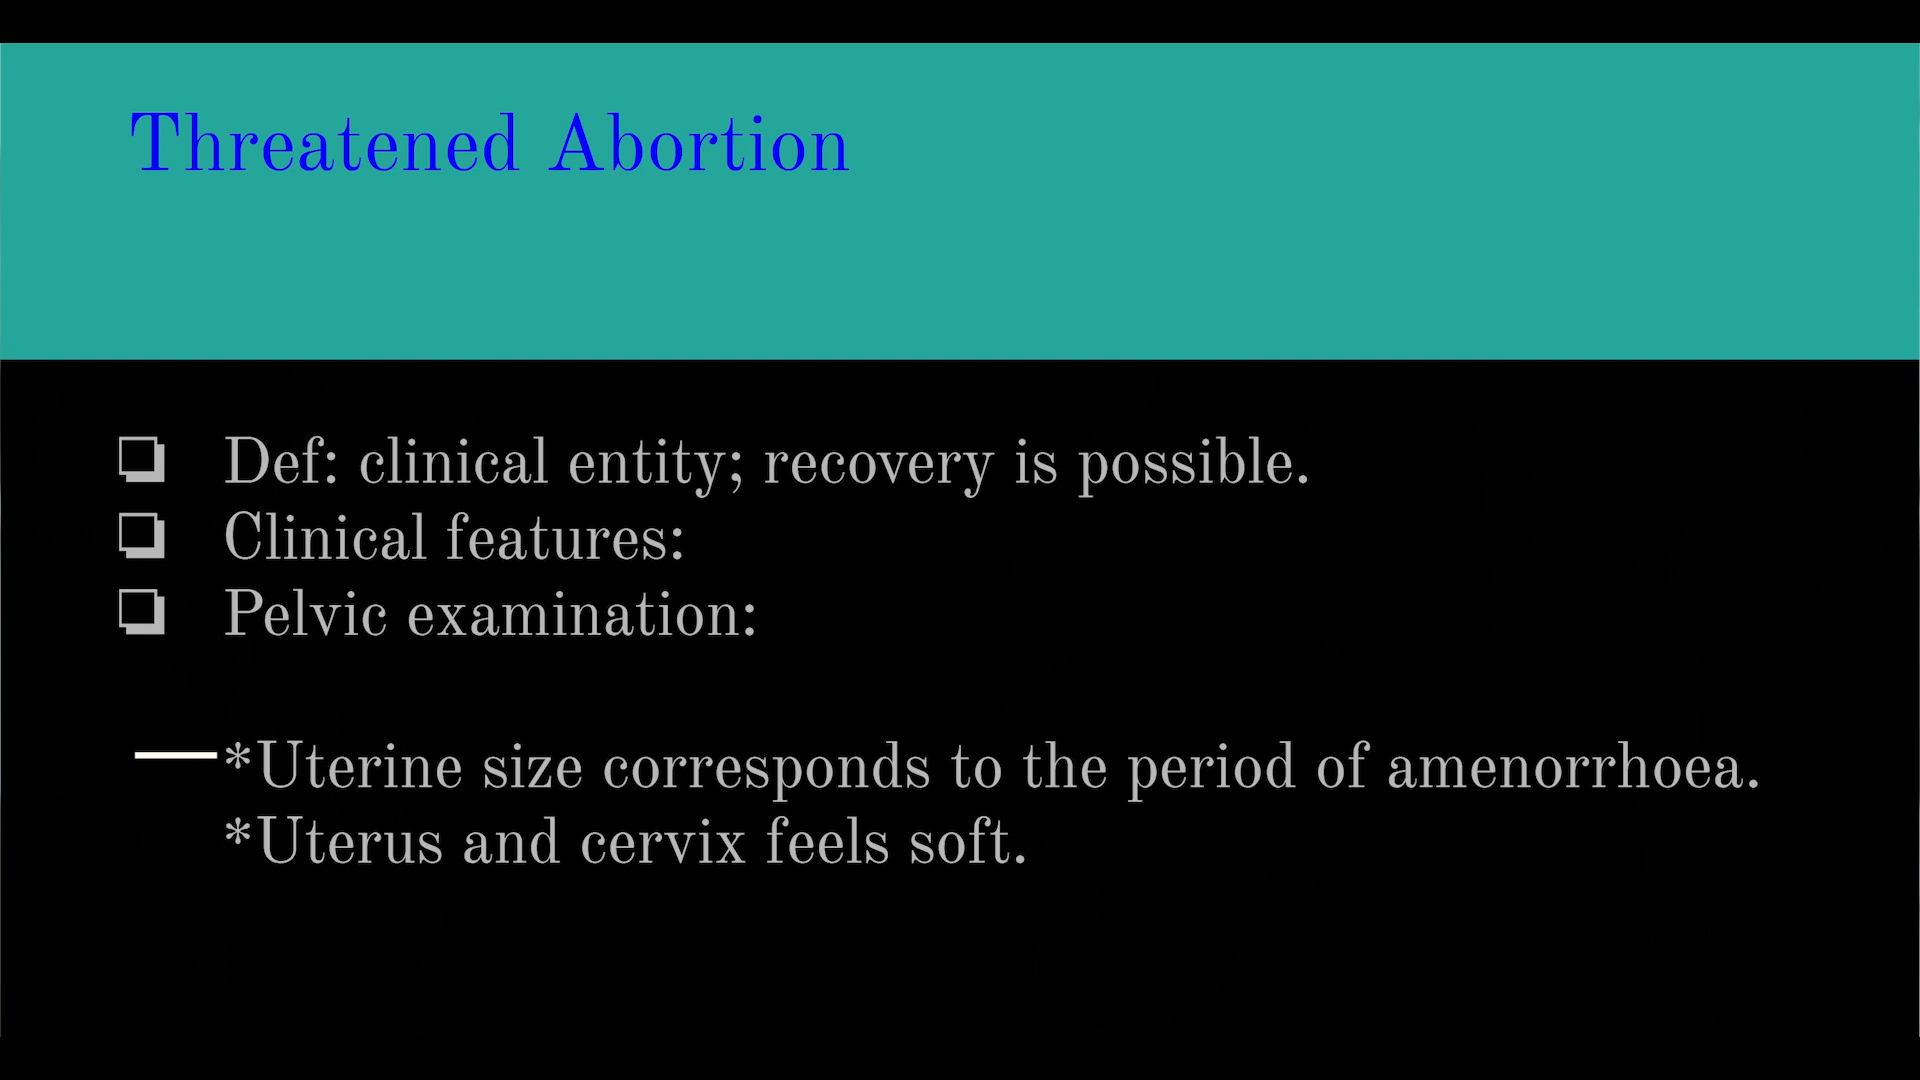 Threatened Abortion
❏ Def: clinical entity; recovery is possible.
❏ Clinical features:
❏ Pelvic examination:
*Uterine size corresponds to the period of amenorrhoea.
*Uterus and cervix feels soft.